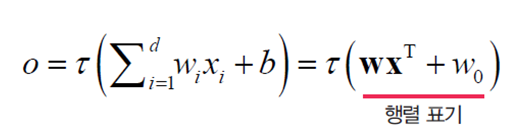 o = τ(∑_{i=1}^{d} w_i x_i + b) = τ(𝐰𝐱^T + w_0)
행렬 표기